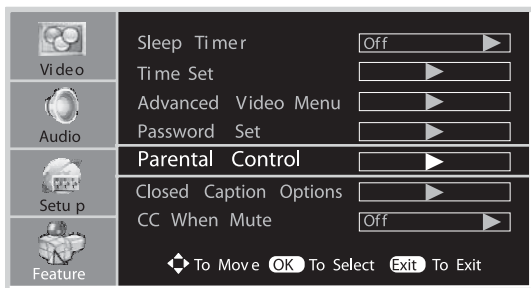 Video
Audio
Setup
Feature
Sleep Timer Off
Time Set
Advanced Video Menu
Password Set
Parental Control
Closed Caption Options
CC When Mute Off
To Move OK To Select Exit To Exit